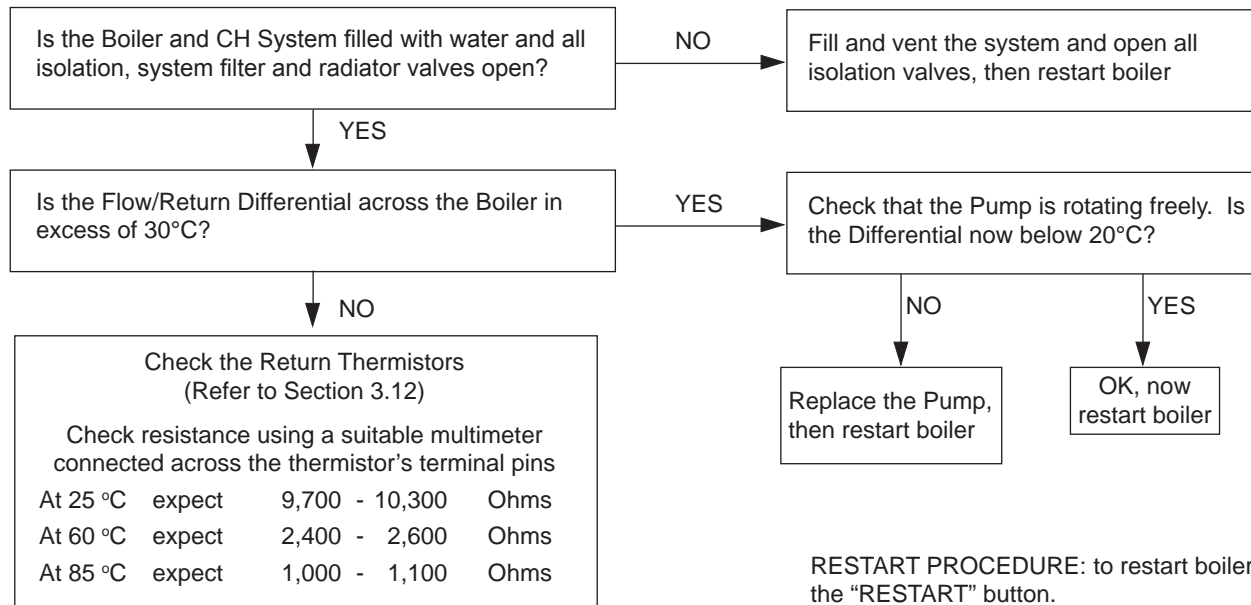 Is the Boiler and CH System filled with water and all
isolation, system filter and radiator valves open?
NO
Fill and vent the system and open all
isolation valves, then restart boiler
YES
Is the Flow/Return Differential across the Boiler in
excess of 30°C?
YES
Check that the Pump is rotating freely. Is
the Differential now below 20°C?
NO
NO
YES
Check the Return Thermistors
(Refer to Section 3.12)
Check resistance using a suitable multimeter
connected across the thermistor's terminal pins
At 25 °C expect 9,700 - 10,300 Ohms
At 60 °C expect 2,400 - 2,600 Ohms
At 85 °C expect 1,000 - 1,100 Ohms
Replace the Pump,
then restart boiler
OK, now
restart boiler
RESTART PROCEDURE: to restart boiler
the “RESTART” button.